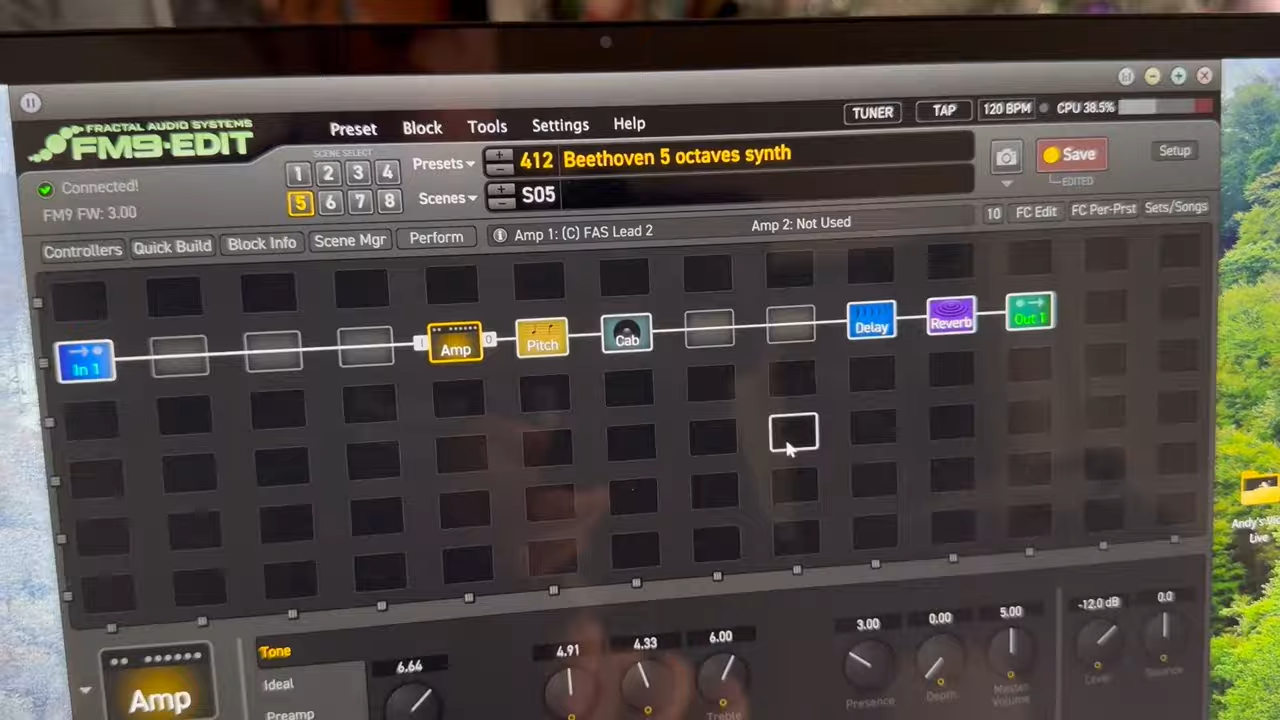 FRACTAL AUDIO SYSTEMS
FM9-EDIT
Preset Block Tools Settings Help
TUNER TAP 120 BPM CPU 38.5%
SCENE SELECT
1 2 3 4
5 6 7 8
Presets
412 Beethoven 5 octaves synth
Save
EDITED
Setup
Connected!
FM9 FW: 3.00
Scenes
S05
Controllers Quick Build Block Info Scene Mgr Perform
Amp 1: (C) FAS Lead 2 Amp 2: Not Used
10 FC Edit FC Per-Prst Sets/Songs
In 1 I Amp O Pitch Cab Delay Reverb Out 1
Andy's
Live
Amp
Tone
Ideal
Preamp
6.64 4.91 4.33 6.00 3.00 0.00 5.00 -12.0 dB 0.0
Treble Presence Depth Master Volume Level Balance